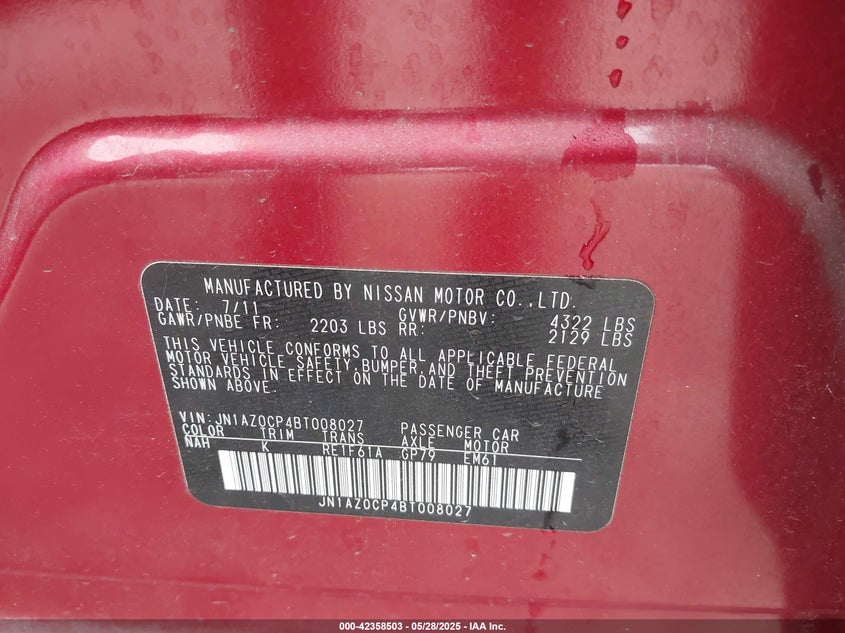 MANUFACTURED BY NISSAN MOTOR CO.,LTD.
DATE: 7/11 GVWR/PNBV: 4322 LBS
GAWR/PNBE FR: 2203 LBS RR: 2129 LBS
THIS VEHICLE CONFORMS TO ALL APPLICABLE FEDERAL
MOTOR VEHICLE SAFETY,BUMPER,AND THEFT PREVENTION
STANDARDS IN EFFECT ON THE DATE OF MANUFACTURE
SHOWN ABOVE.
VIN: JN1AZ0CP4BT008027 PASSENGER CAR
COLOR TRIM TRANS AXLE MOTOR
NAH K RE1F61A GP79 EM61
JN1AZ0CP4BT008027
000-42358503 — 05/28/2025 - IAA Inc.